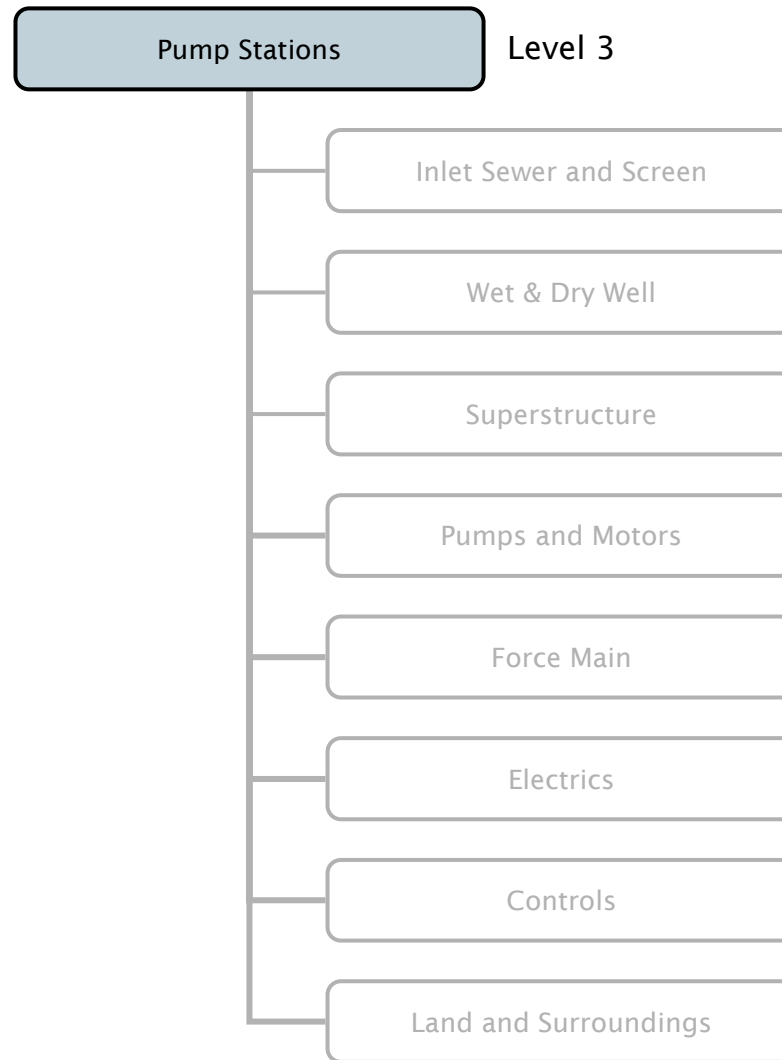 Pump Stations
Level 3
Inlet Sewer and Screen
Wet & Dry Well
Superstructure
Pumps and Motors
Force Main
Electrics
Controls
Land and Surroundings